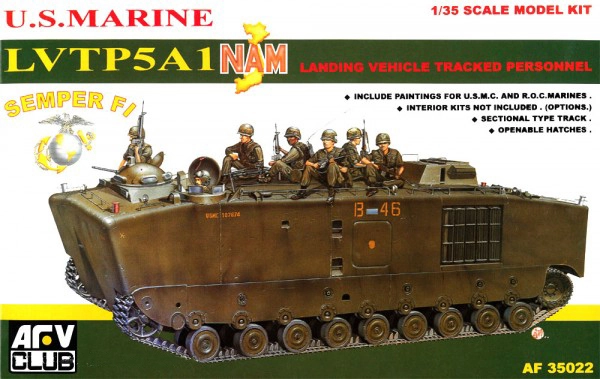 U.S.MARINE
1/35 SCALE MODEL KIT
LVTP5A1 NAM
LANDING VEHICLE TRACKED PERSONNEL
SEMPER FI
◆ INCLUDE PAINTINGS FOR U.S.M.C. AND R.O.C.MARINES .
◆ INTERIOR KITS NOT INCLUDED . (OPTIONS.)
◆ SECTIONAL TYPE TRACK .
◆ OPENABLE HATCHES .
B 46
AFV
CLUB
AF 35022